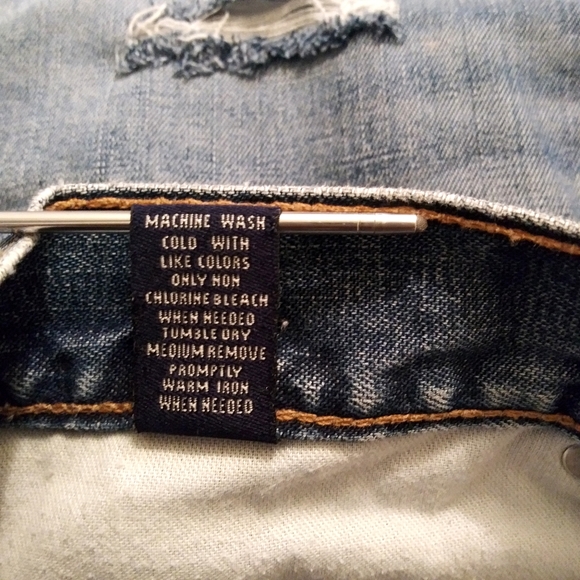 MACHINE WASH
COLD WITH
LIKE COLORS
ONLY NON
CHLORINE BLEACH
WHEN NEEDED
TUMBLE DRY
MEDIUM REMOVE
PROMPTLY
WARM IRON
WHEN NEEDED